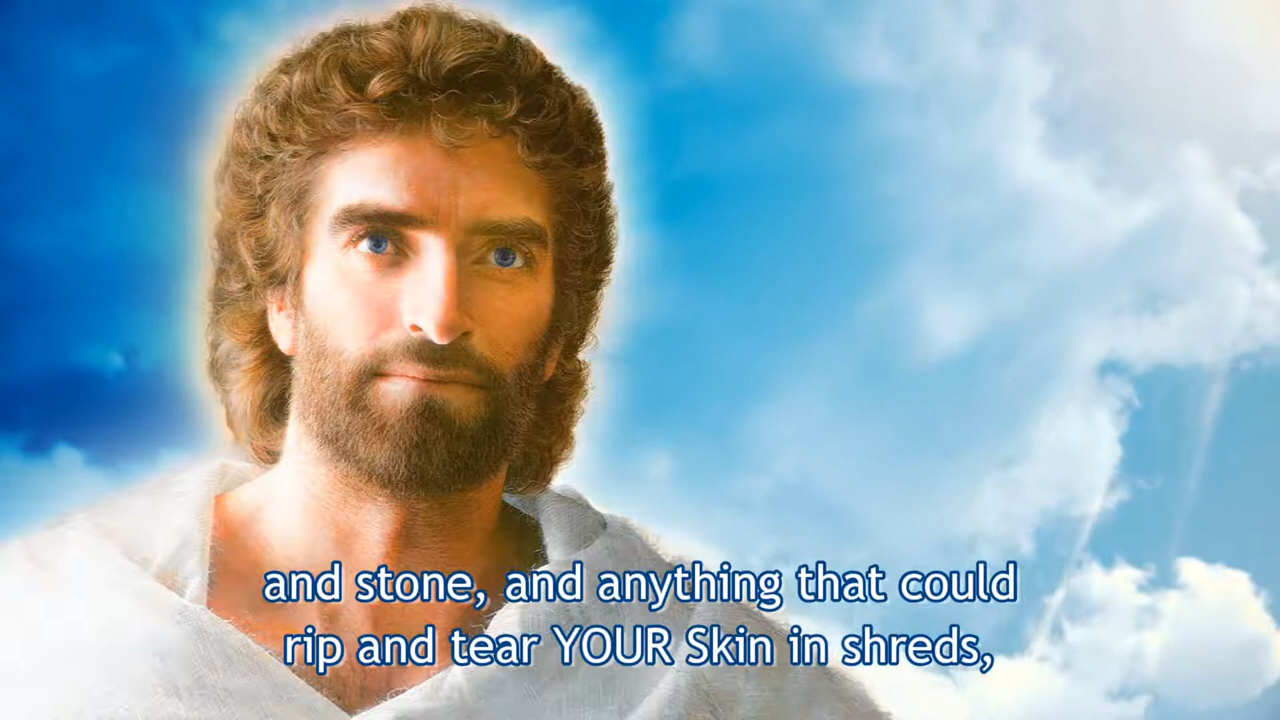 and stone, and anything that could
rip and tear YOUR Skin in shreds,